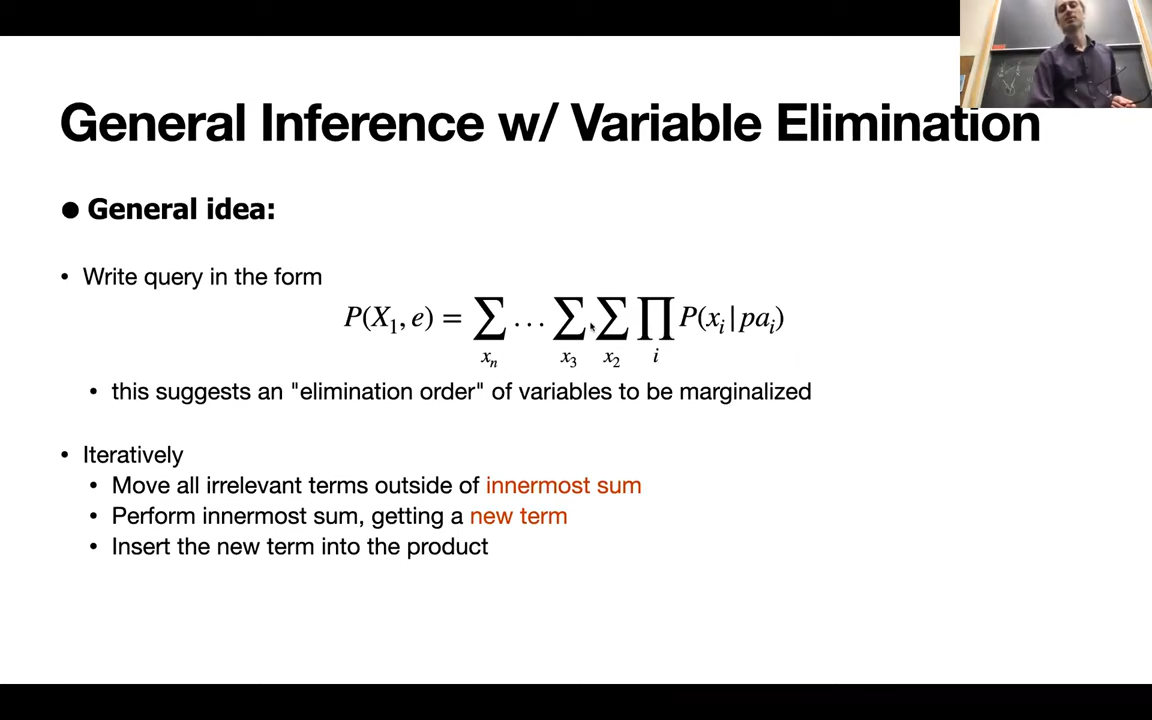 General Inference w/ Variable Elimination
● General idea:
• Write query in the form
P(X₁, e) = ∑ₓₙ … ∑ₓ₃ ∑ₓ₂ ∏ᵢ P(xᵢ|paᵢ)
• this suggests an "elimination order" of variables to be marginalized
• Iteratively
• Move all irrelevant terms outside of innermost sum
• Perform innermost sum, getting a new term
• Insert the new term into the product